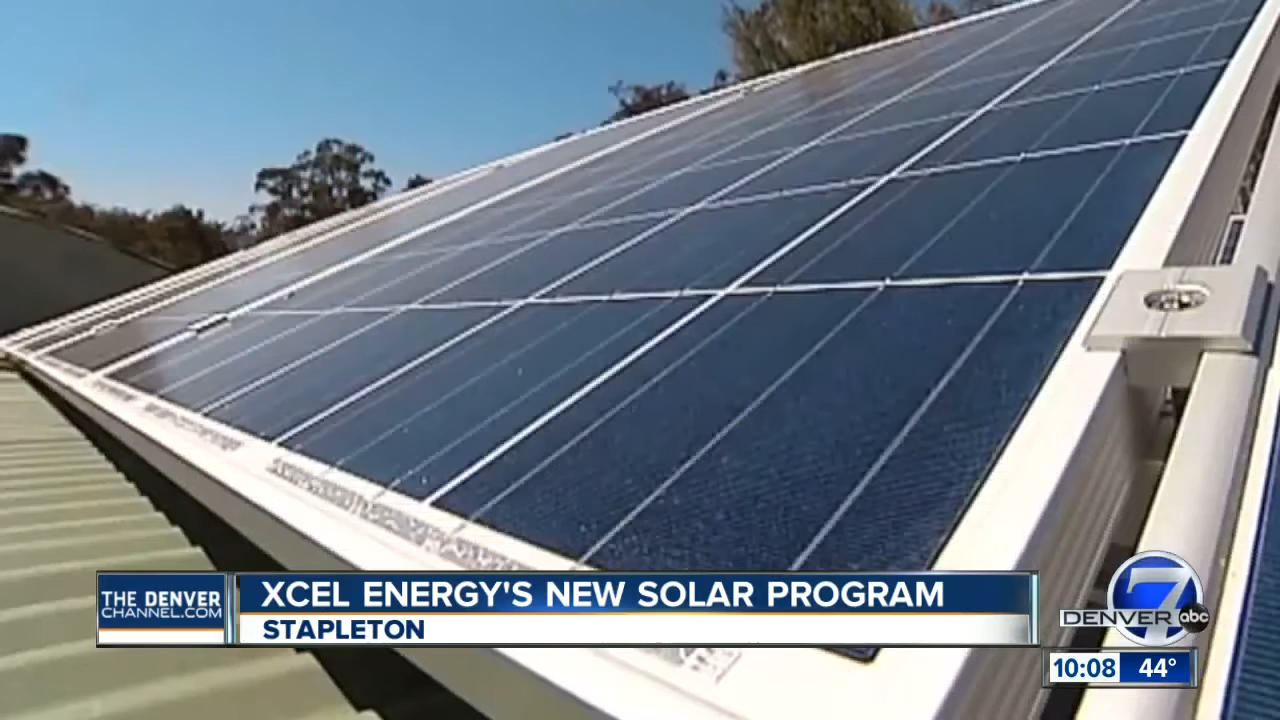 THE DENVER
CHANNEL.COM
XCEL ENERGY'S NEW SOLAR PROGRAM
STAPLETON
DENVER 7 abc
10:08 44°